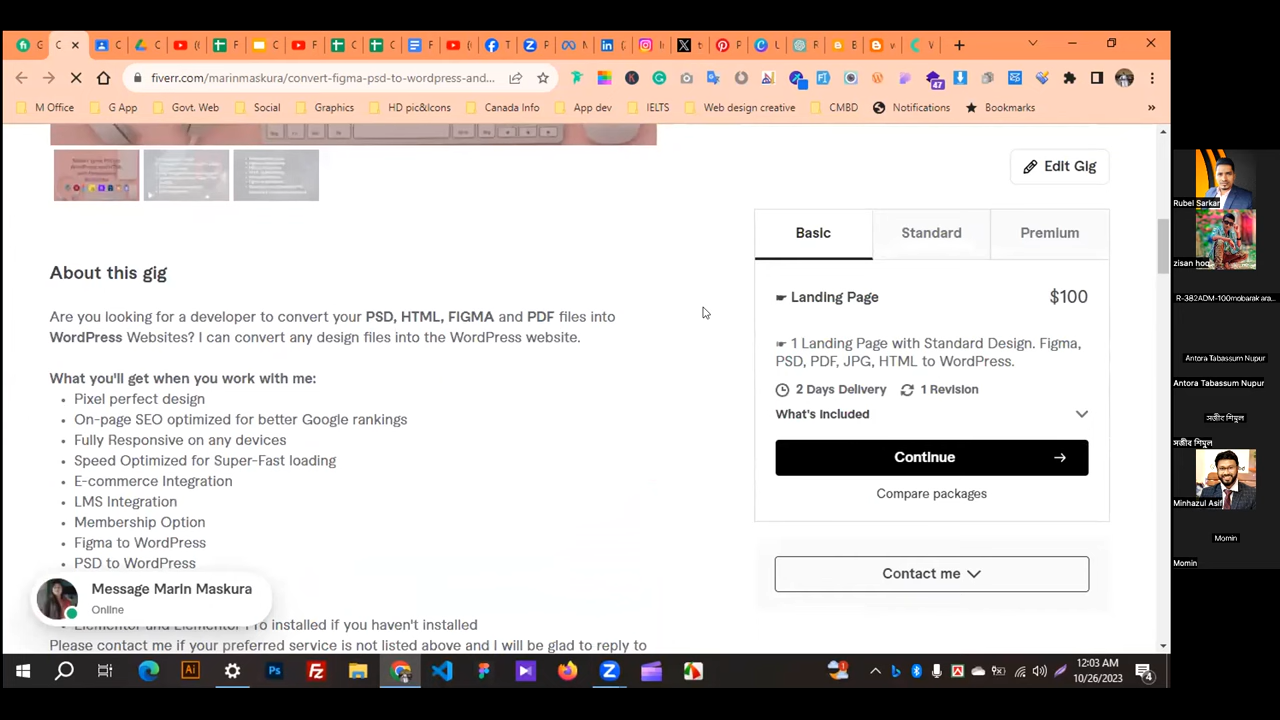 fiverr.com/marinmaskura/convert-figma-psd-to-wordpress-and...
M Office
G App
Govt. Web
Social
Graphics
HD pic&Icons
Canada Info
App dev
IELTS
Web design creative
CMBD
Notifications
Bookmarks
»
Edit Gig
Basic
Standard
Premium
Landing Page
$100
1 Landing Page with Standard Design. Figma,
PSD, PDF, JPG, HTML to WordPress.
2 Days Delivery
1 Revision
What's Included
Continue
Compare packages
Contact me
About this gig
Are you looking for a developer to convert your PSD, HTML, FIGMA and PDF files into
WordPress Websites? I can convert any design files into the WordPress website.
What you'll get when you work with me:
Pixel perfect design
On-page SEO optimized for better Google rankings
Fully Responsive on any devices
Speed Optimized for Super-Fast loading
E-commerce Integration
LMS Integration
Membership Option
Figma to WordPress
PSD to WordPress
Message Marin Maskura
Online
Elementor and Elementor Pro installed if you haven't installed
Please contact me if your preferred service is not listed above and I will be glad to reply to
12:03 AM
10/26/2023
4
Rubel Sarkar
zisan hoq
R-382ADM-100mobarak ara...
Antora Tabassum Nupur
Antora Tabassum Nupur
সজীব শিমুল
সজীব শিমুল
Minhazul Asif
Momin
Momin